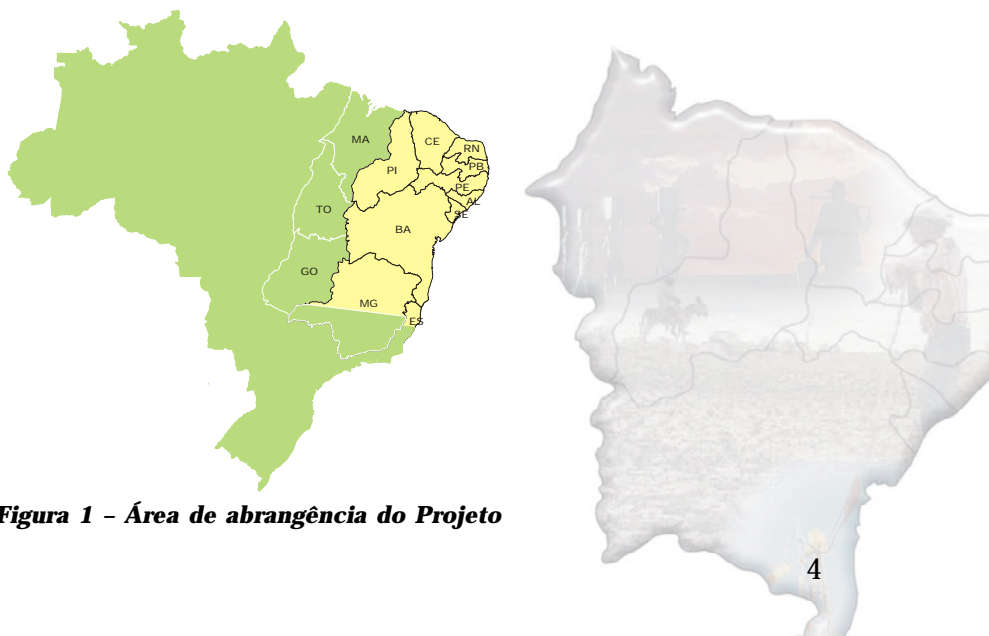 MA
CE
RN
PI
PB
PE
AL
SE
TO
BA
GO
MG
ES
Figura 1 – Área de abrangência do Projeto
4